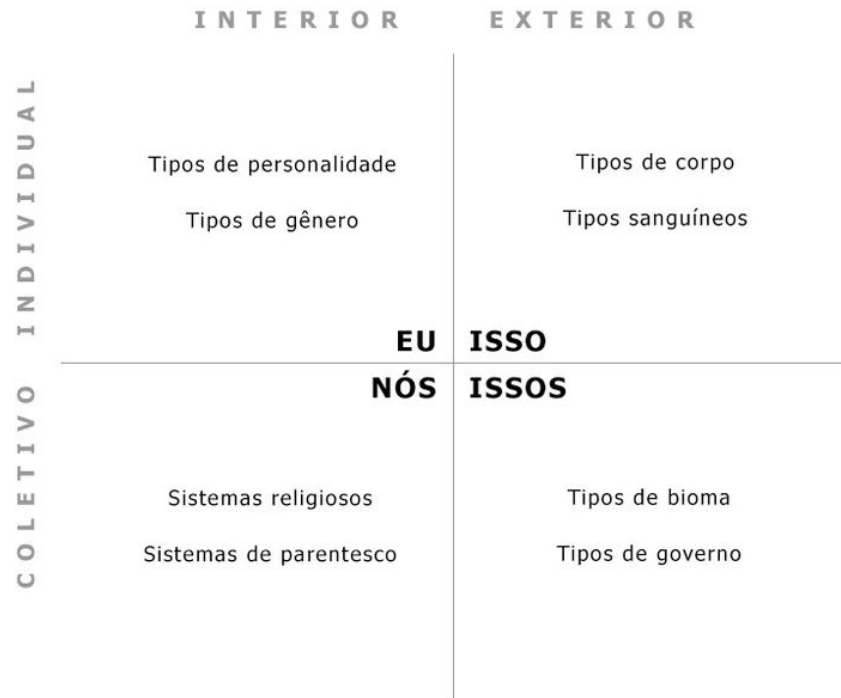 INTERIOR EXTERIOR
INDIVIDUAL
Tipos de personalidade
Tipos de gênero
Tipos de corpo
Tipos sanguíneos
EU ISSO
NÓS ISSOS
COLETIVO
Sistemas religiosos
Sistemas de parentesco
Tipos de bioma
Tipos de governo